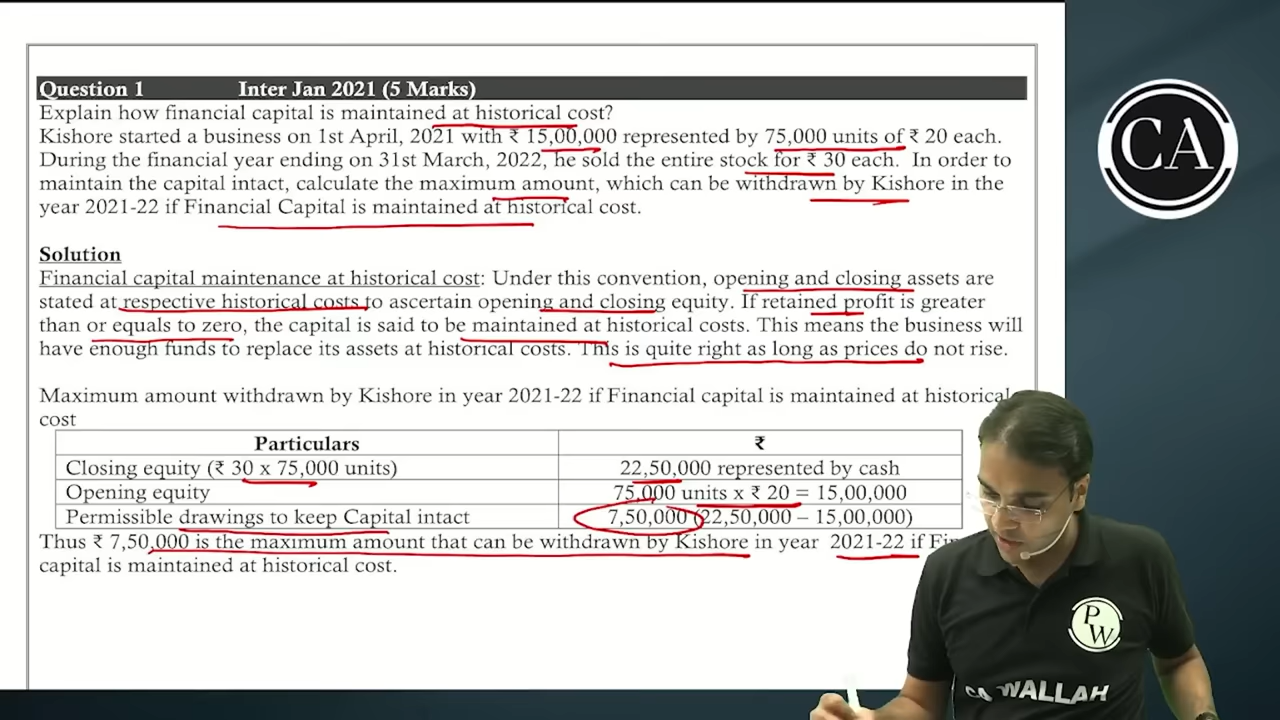 Question 1 Inter Jan 2021 (5 Marks)
Explain how financial capital is maintained at historical cost?
Kishore started a business on 1st April, 2021 with ₹ 15,00,000 represented by 75,000 units of ₹ 20 each.
During the financial year ending on 31st March, 2022, he sold the entire stock for ₹ 30 each. In order to
maintain the capital intact, calculate the maximum amount, which can be withdrawn by Kishore in the
year 2021-22 if Financial Capital is maintained at historical cost.
Solution
Financial capital maintenance at historical cost: Under this convention, opening and closing assets are
stated at respective historical costs to ascertain opening and closing equity. If retained profit is greater
than or equals to zero, the capital is said to be maintained at historical costs. This means the business will
have enough funds to replace its assets at historical costs. This is quite right as long as prices do not rise.
Maximum amount withdrawn by Kishore in year 2021-22 if Financial capital is maintained at historical
cost
Particulars ₹
Closing equity (₹ 30 x 75,000 units) 22,50,000 represented by cash
Opening equity 75,000 units x ₹ 20 = 15,00,000
Permissible drawings to keep Capital intact 7,50,000 (22,50,000 – 15,00,000)
Thus ₹ 7,50,000 is the maximum amount that can be withdrawn by Kishore in year 2021-22 if
capital is maintained at historical cost.
CA
PW
CA WALLAH